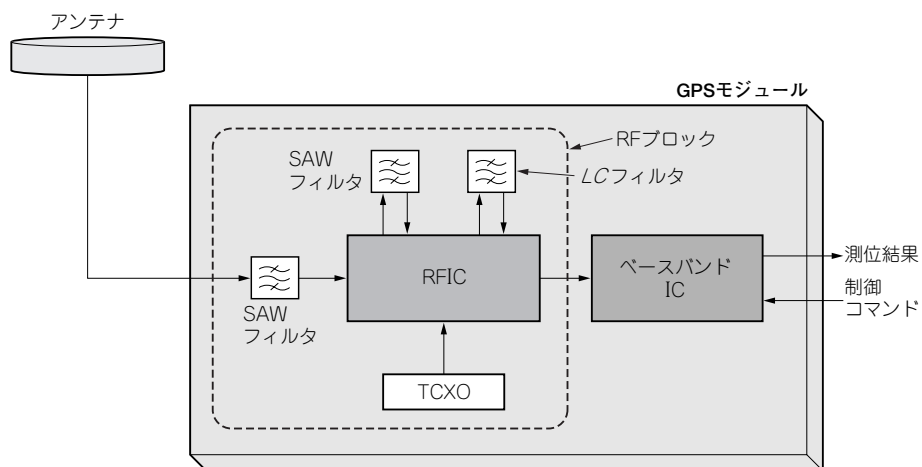 アンテナ
GPSモジュール
RFブロック
SAW
フィルタ
LCフィルタ
SAW
フィルタ
RFIC
ベースバンド
IC
測位結果
制御
コマンド
TCXO